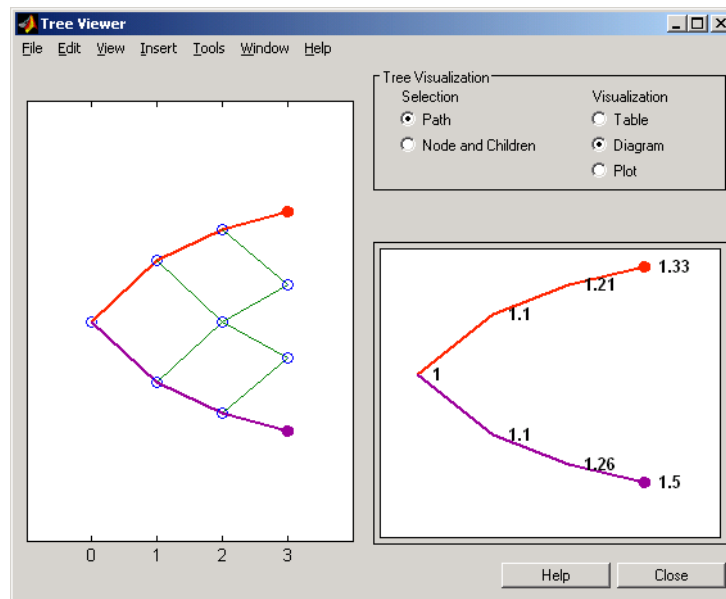 Tree Viewer
File Edit View Insert Tools Window Help
Tree Visualization
Selection
Path
Node and Children
Visualization
Table
Diagram
Plot
0 1 2 3
1.33
1.21
1.1
1
1.1
1.26
1.5
Help
Close